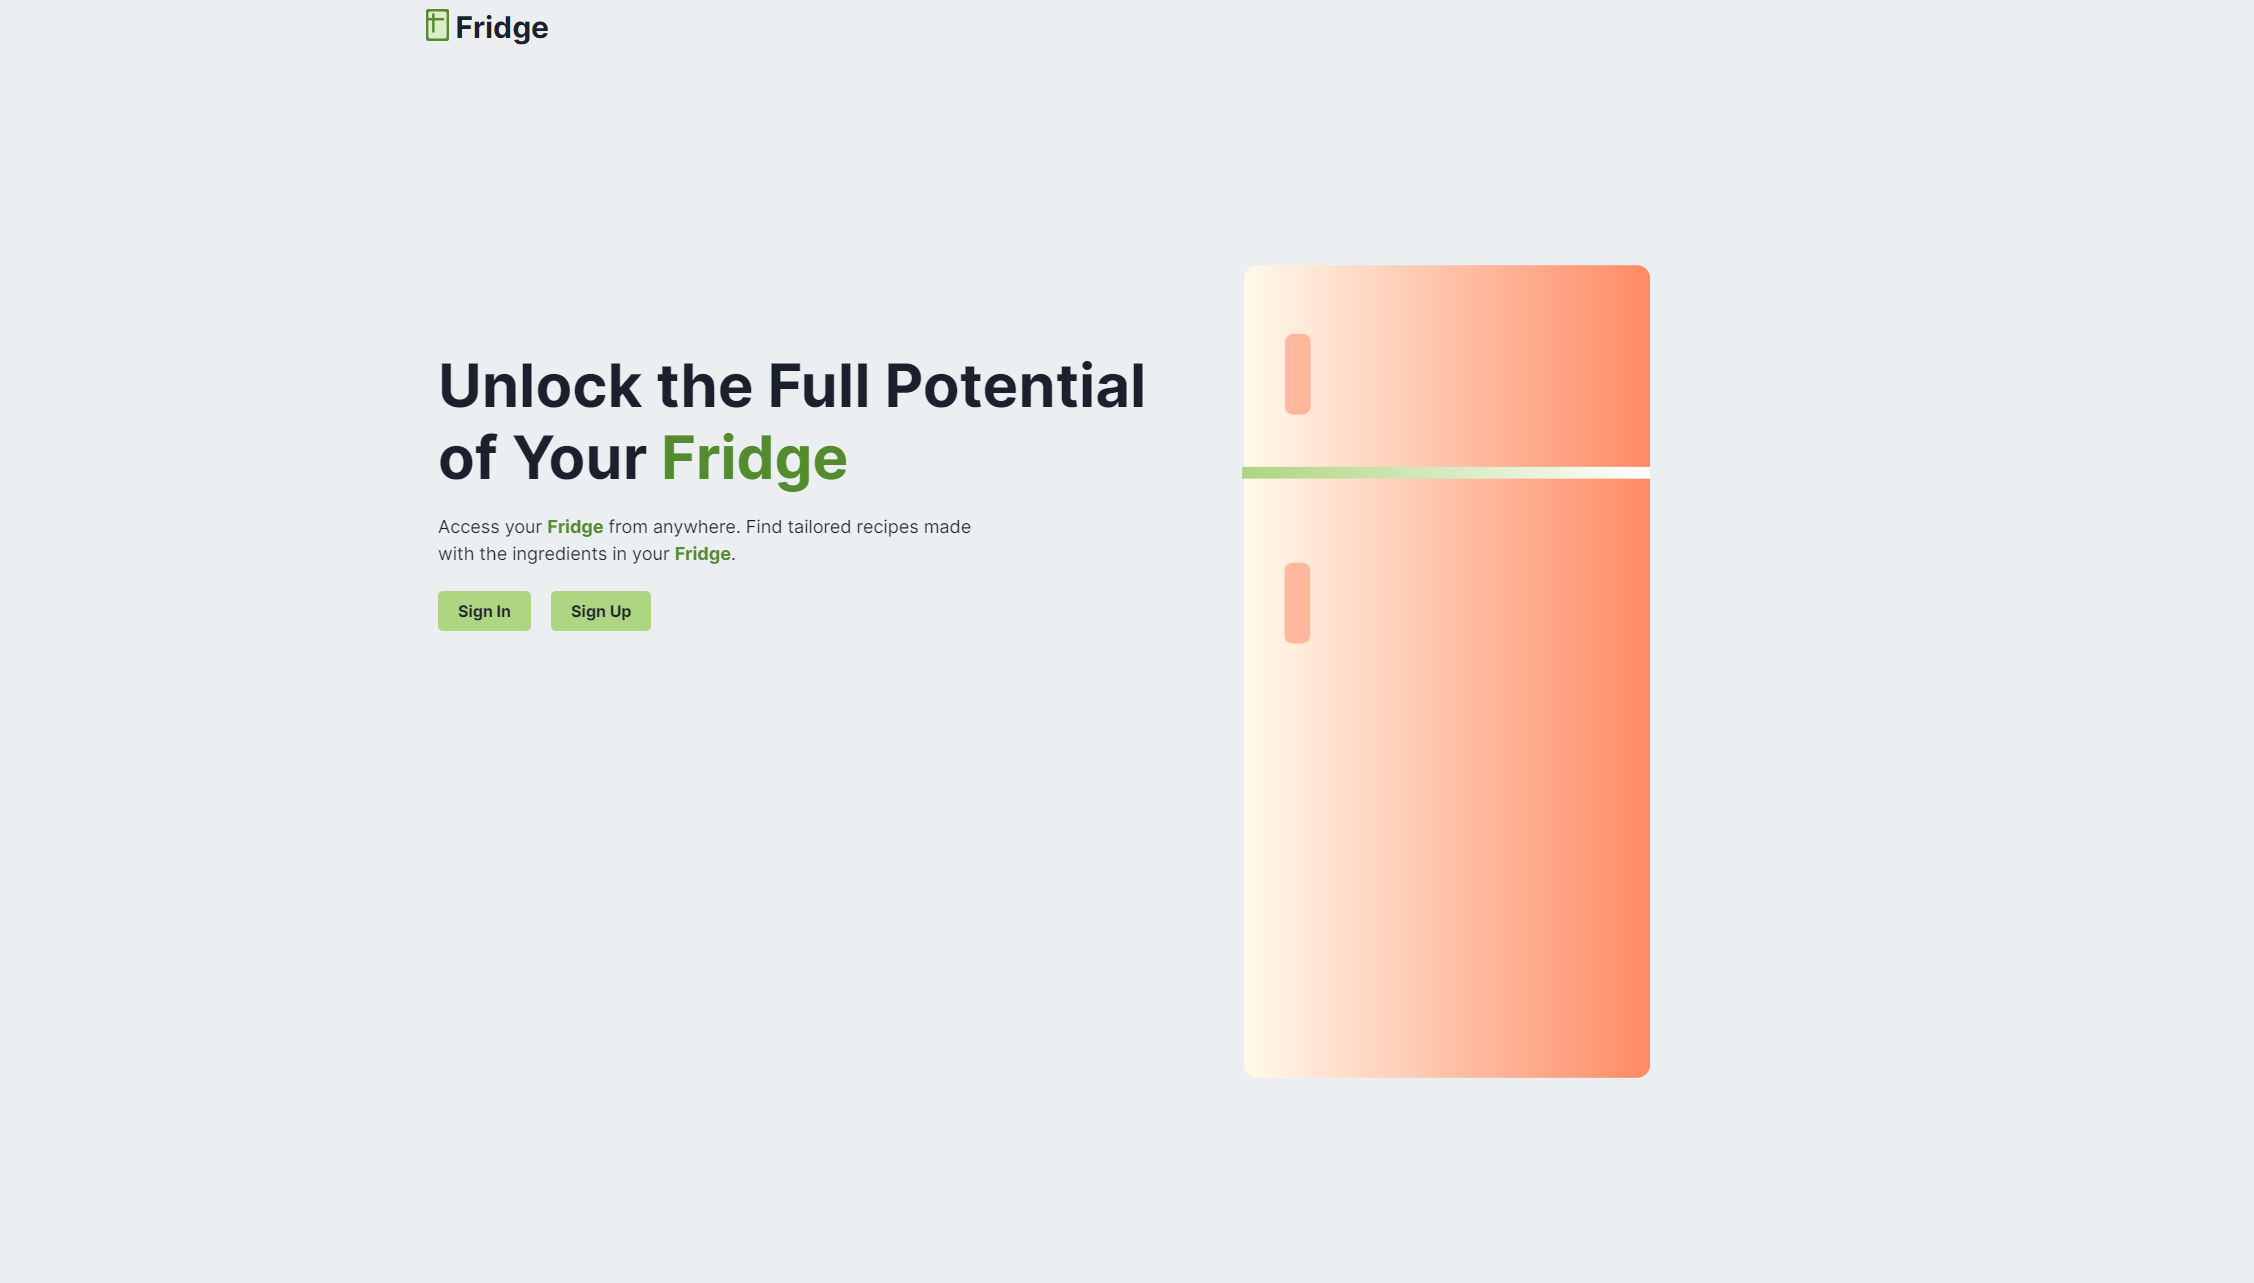 Fridge
Unlock the Full Potential
of Your Fridge
Access your Fridge from anywhere. Find tailored recipes made
with the ingredients in your Fridge.
Sign In
Sign Up